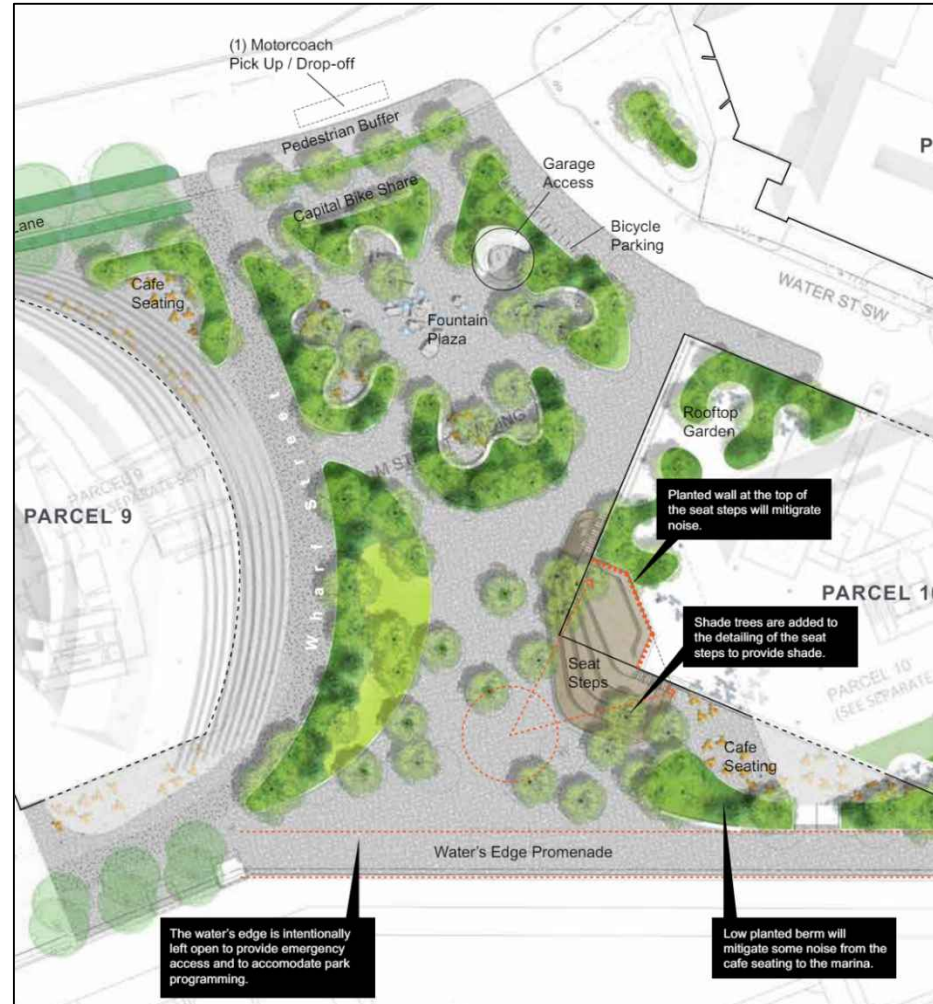 (1) Motorcoach
Pick Up / Drop-off
Pedestrian Buffer
Garage
Access
Capital Bike Share
Bicycle
Parking
Lane
Cafe
Seating
WATER ST SW
Fountain
Plaza
Rooftop
Garden
M ST
Planted wall at the top of
the seat steps will mitigrate
noise.
PARCEL 9
PARCEL 9
Wharf Street
PARCEL 10
Shade trees are added to
the detailing of the seat
steps to provide shade.
Seat
Steps
PARCEL 10
(SEE SEPARATE
Cafe
Seating
Water's Edge Promenade
The water's edge is intentionally
left open to provide emergency
access and to accomodate park
programming.
Low planted berm will
mitigate some noise from the
cafe seating to the marina.